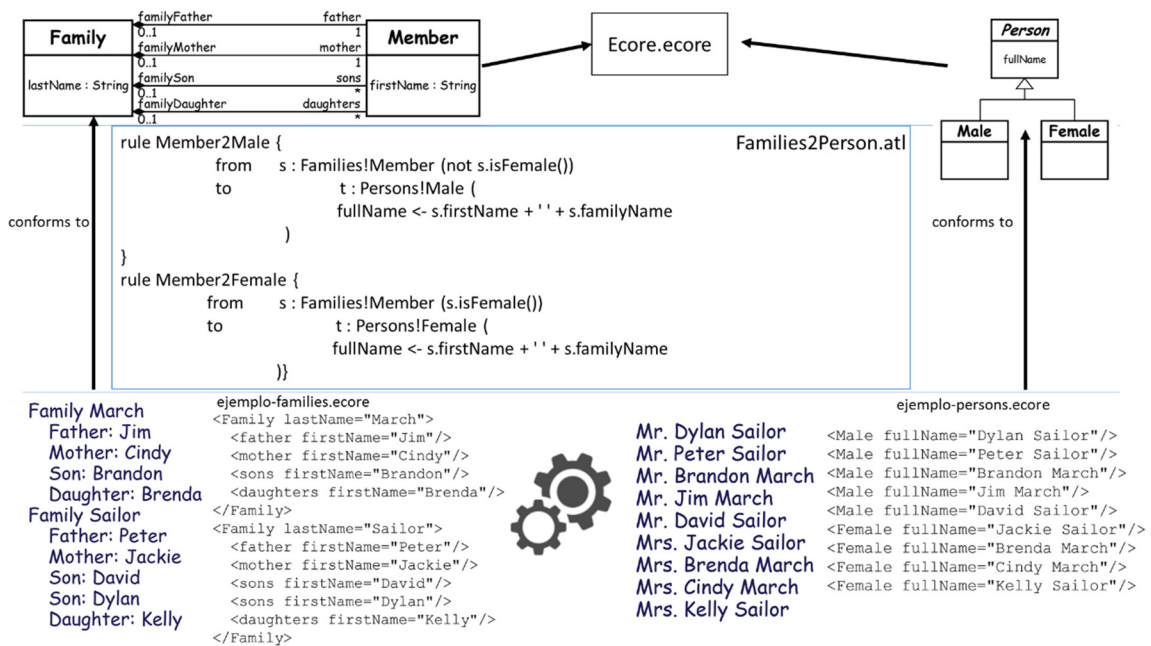 Family
lastName : String
familyFather
0..1
familyMother
0..1
familySon
0..1
familyDaughter
0..1
father
1
mother
1
sons
*
daughters
*
Member
firstName : String
Ecore.ecore
Person
fullName
Male
Female
conforms to
Families2Person.atl
rule Member2Male {
from s : Families!Member (not s.isFemale())
to t : Persons!Male (
fullName <- s.firstName + ' ' + s.familyName
)
}
rule Member2Female {
from s : Families!Member (s.isFemale())
to t : Persons!Female (
fullName <- s.firstName + ' ' + s.familyName
)}
conforms to
Family March
Father: Jim
Mother: Cindy
Son: Brandon
Daughter: Brenda
Family Sailor
Father: Peter
Mother: Jackie
Son: David
Son: Dylan
Daughter: Kelly
ejemplo-families.ecore
<Family lastName="March">
<father firstName="Jim"/>
<mother firstName="Cindy"/>
<sons firstName="Brandon"/>
<daughters firstName="Brenda"/>
</Family>
<Family lastName="Sailor">
<father firstName="Peter"/>
<mother firstName="Jackie"/>
<sons firstName="David"/>
<sons firstName="Dylan"/>
<daughters firstName="Kelly"/>
</Family>
Mr. Dylan Sailor
Mr. Peter Sailor
Mr. Brandon March
Mr. Jim March
Mr. David Sailor
Mrs. Jackie Sailor
Mrs. Brenda March
Mrs. Cindy March
Mrs. Kelly Sailor
ejemplo-persons.ecore
<Male fullName="Dylan Sailor"/>
<Male fullName="Peter Sailor"/>
<Male fullName="Brandon March"/>
<Male fullName="Jim March"/>
<Male fullName="David Sailor"/>
<Female fullName="Jackie Sailor"/>
<Female fullName="Brenda March"/>
<Female fullName="Cindy March"/>
<Female fullName="Kelly Sailor"/>